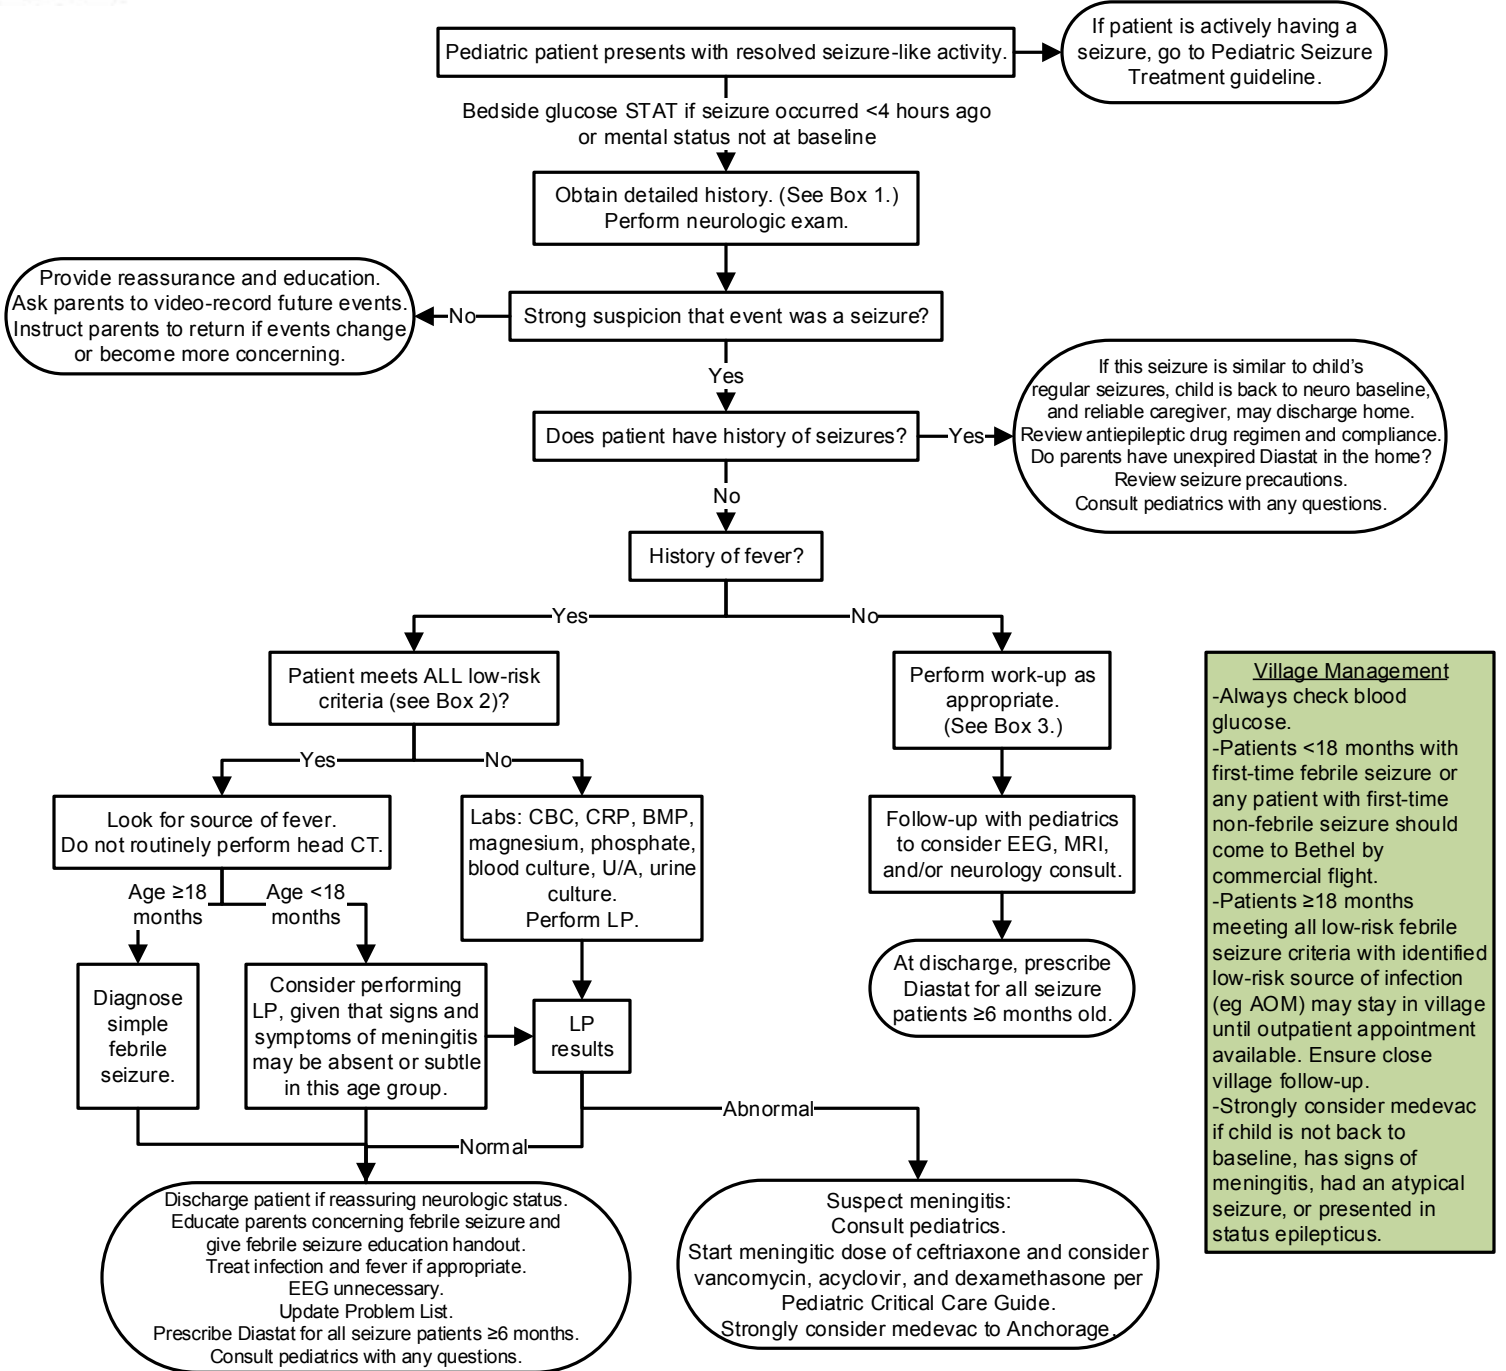 Pediatric patient presents with resolved seizure-like activity.
If patient is actively having a
seizure, go to Pediatric Seizure
Treatment guideline.
Bedside glucose STAT if seizure occurred <4 hours ago
or mental status not at baseline
Obtain detailed history. (See Box 1.)
Perform neurologic exam.
Strong suspicion that event was a seizure?
No
Provide reassurance and education.
Ask parents to video-record future events.
Instruct parents to return if events change
or become more concerning.
Yes
Does patient have history of seizures?
Yes
If this seizure is similar to child's
regular seizures, child is back to neuro baseline,
and reliable caregiver, may discharge home.
Review antiepileptic drug regimen and compliance.
Do parents have unexpired Diastat in the home?
Review seizure precautions.
Consult pediatrics with any questions.
No
History of fever?
Yes
No
Patient meets ALL low-risk
criteria (see Box 2)?
Perform work-up as
appropriate.
(See Box 3.)
Yes
No
Look for source of fever.
Do not routinely perform head CT.
Labs: CBC, CRP, BMP,
magnesium, phosphate,
blood culture, U/A, urine
culture.
Perform LP.
Follow-up with pediatrics
to consider EEG, MRI,
and/or neurology consult.
Age ≥18
months
Age <18
months
Diagnose
simple
febrile
seizure.
Consider performing
LP, given that signs and
symptoms of meningitis
may be absent or subtle
in this age group.
LP
results
At discharge, prescribe
Diastat for all seizure
patients ≥6 months old.
Abnormal
Normal
Discharge patient if reassuring neurologic status.
Educate parents concerning febrile seizure and
give febrile seizure education handout.
Treat infection and fever if appropriate.
EEG unnecessary.
Update Problem List.
Prescribe Diastat for all seizure patients ≥6 months.
Consult pediatrics with any questions.
Suspect meningitis:
Consult pediatrics.
Start meningitic dose of ceftriaxone and consider
vancomycin, acyclovir, and dexamethasone per
Pediatric Critical Care Guide.
Strongly consider medevac to Anchorage.
Village Management
-Always check blood
glucose.
-Patients <18 months with
first-time febrile seizure or
any patient with first-time
non-febrile seizure should
come to Bethel by
commercial flight.
-Patients ≥18 months
meeting all low-risk febrile
seizure criteria with identified
low-risk source of infection
(eg AOM) may stay in village
until outpatient appointment
available. Ensure close
village follow-up.
-Strongly consider medevac
if child is not back to
baseline, has signs of
meningitis, had an atypical
seizure, or presented in
status epilepticus.